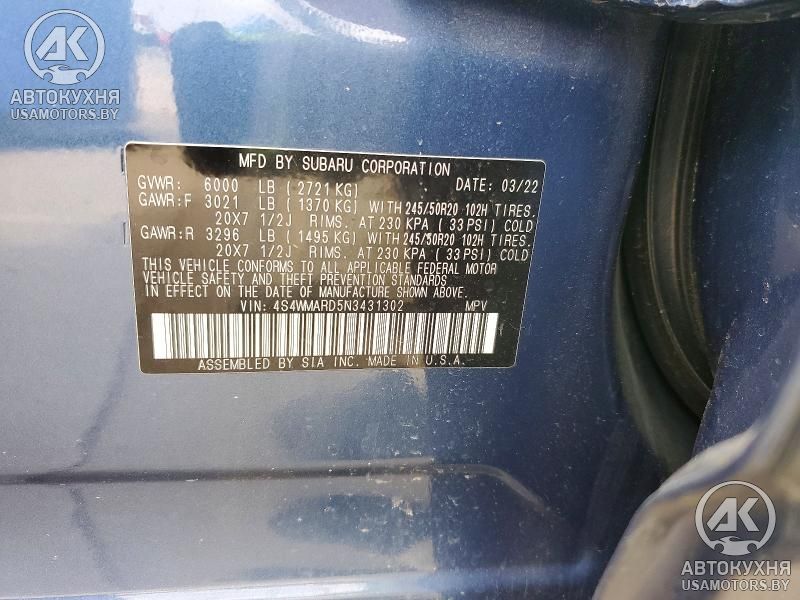 AK
АВТОКУХНЯ
USAMOTORS.BY
MFD BY SUBARU CORPORATION
GVWR: 6000 LB ( 2721 KG) DATE: 03/22
GAWR:F 3021 LB ( 1370 KG) WITH 245/50R20 102H TIRES.
20X7 1/2J RIMS. AT 230 KPA ( 33 PSI) COLD
GAWR:R 3296 LB ( 1495 KG) WITH 245/50R20 102H TIRES.
20X7 1/2J RIMS. AT 230 KPA ( 33 PSI) COLD
THIS VEHICLE CONFORMS TO ALL APPLICABLE FEDERAL MOTOR
VEHICLE SAFETY AND THEFT PREVENTION STANDARDS
IN EFFECT ON THE DATE OF MANUFACTURE SHOWN ABOVE.
VIN: 4S4WMARD5N3431302 MPV
ASSEMBLED BY SIA INC. MADE IN U.S.A.
AK
АВТОКУХНЯ
USAMOTORS.BY